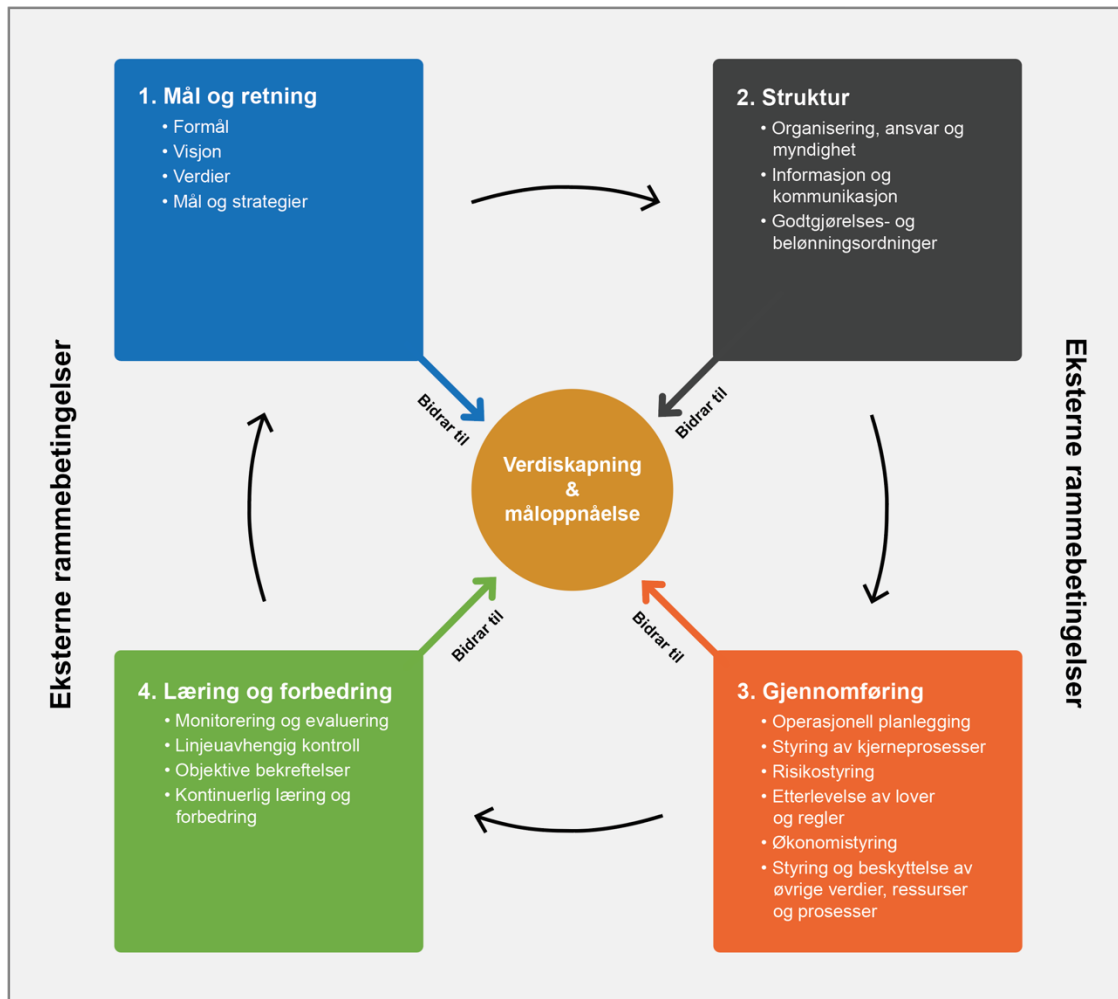 1. Mål og retning
• Formål
• Visjon
• Verdier
• Mål og strategier
2. Struktur
• Organisering, ansvar og
myndighet
• Informasjon og
kommunikasjon
• Godtgjørelses- og
belønningsordninger
Eksterne rammebetingelser
Eksterne rammebetingelser
Bidrar til
Bidrar til
Verdiskapning
&
måloppnåelse
Bidrar til
Bidrar til
4. Læring og forbedring
• Monitorering og evaluering
• Linjeuavhengig kontroll
• Objektive bekreftelser
• Kontinuerlig læring og
forbedring
3. Gjennomføring
• Operasjonell planlegging
• Styring av kjerneprosesser
• Risikostyring
• Etterlevelse av lover
og regler
• Økonomistyring
• Styring og beskyttelse av
øvrige verdier, ressurser
og prosesser